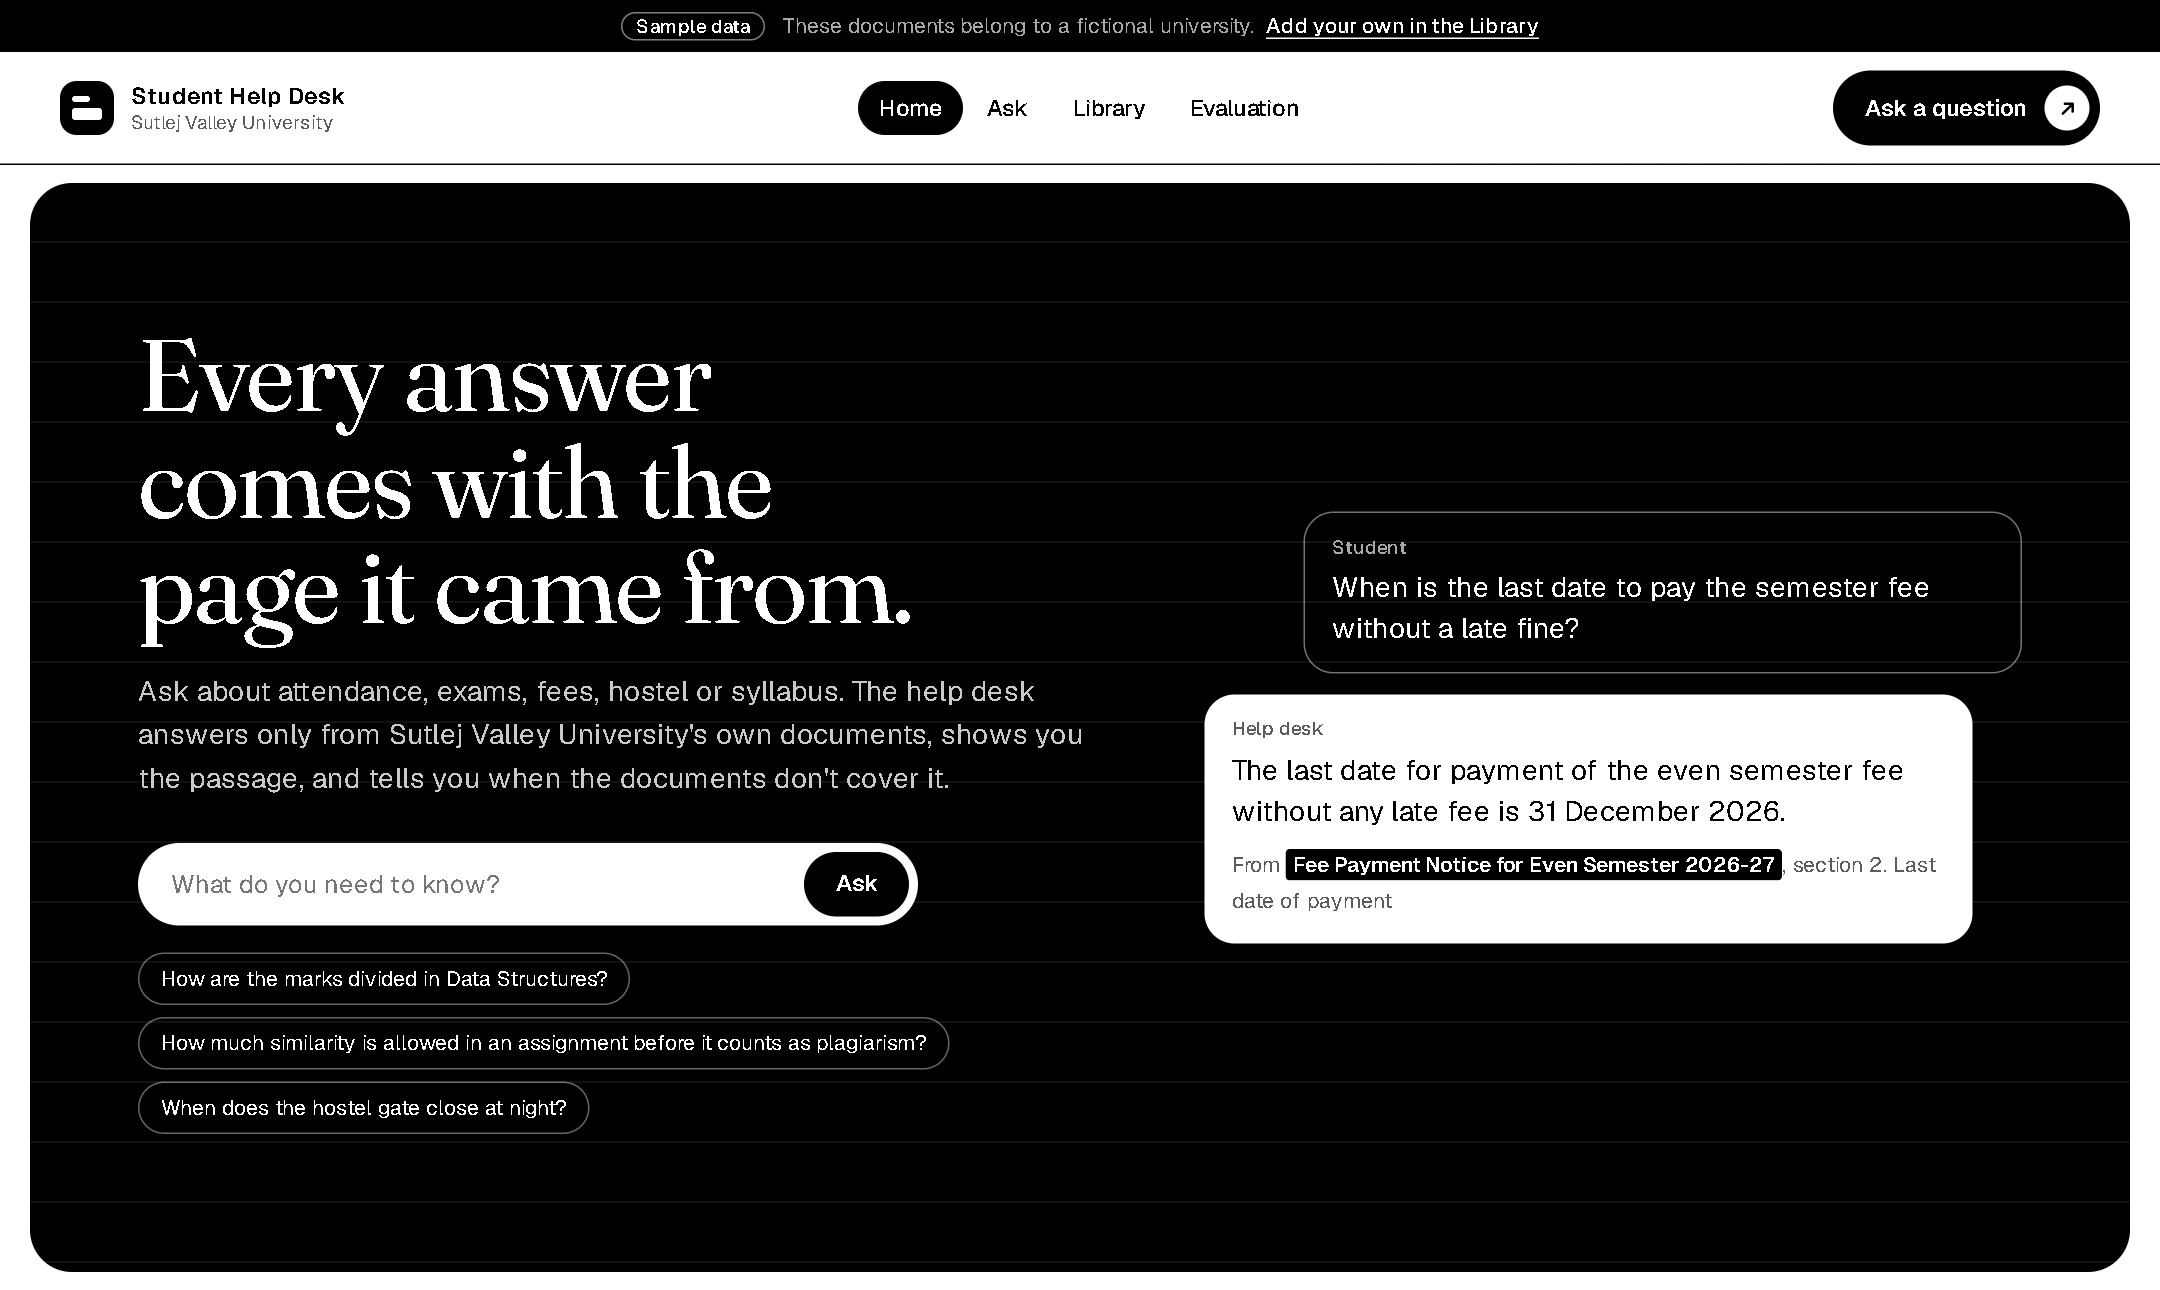 Sample data These documents belong to a fictional university. Add your own in the Library
Student Help Desk
Sutlej Valley University
Home Ask Library Evaluation
Ask a question
Every answer
comes with the
page it came from.
Ask about attendance, exams, fees, hostel or syllabus. The help desk
answers only from Sutlej Valley University's own documents, shows you
the passage, and tells you when the documents don't cover it.
What do you need to know? Ask
How are the marks divided in Data Structures?
How much similarity is allowed in an assignment before it counts as plagiarism?
When does the hostel gate close at night?
Student
When is the last date to pay the semester fee
without a late fine?
Help desk
The last date for payment of the even semester fee
without any late fee is 31 December 2026.
From Fee Payment Notice for Even Semester 2026-27, section 2. Last
date of payment